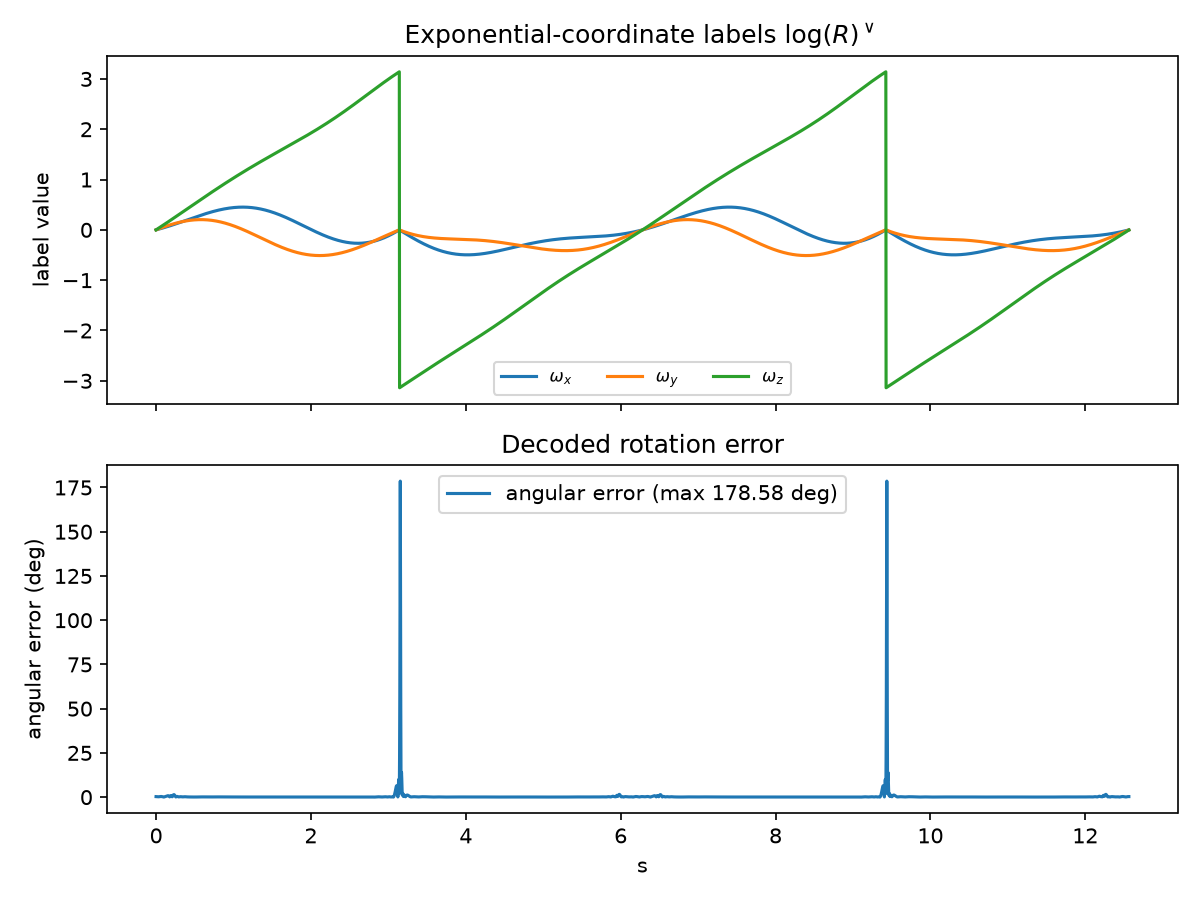 Exponential-coordinate labels log(R)^∨
label value
3
2
1
0
−1
−2
−3
ω_x ω_y ω_z
Decoded rotation error
angular error (deg)
175
150
125
100
75
50
25
0
angular error (max 178.58 deg)
0 2 4 6 8 10 12
s